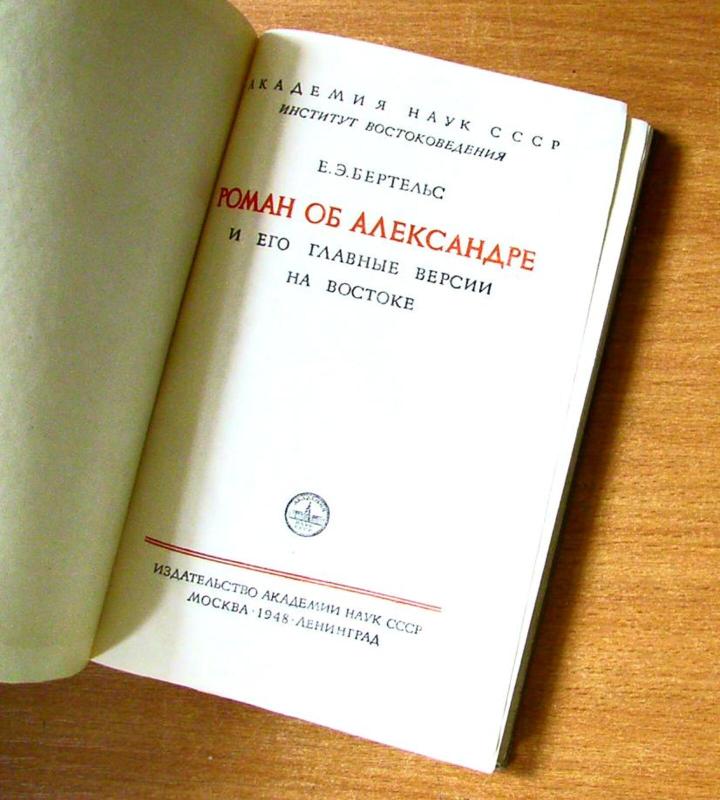 АКАДЕМИЯ НАУК СССР
ИНСТИТУТ ВОСТОКОВЕДЕНИЯ
Е.Э.БЕРТЕЛЬС
РОМАН ОБ АЛЕКСАНДРЕ
И ЕГО ГЛАВНЫЕ ВЕРСИИ
НА ВОСТОКЕ
ИЗДАТЕЛЬСТВО АКАДЕМИИ НАУК СССР
МОСКВА · 1948 · ЛЕНИНГРАД